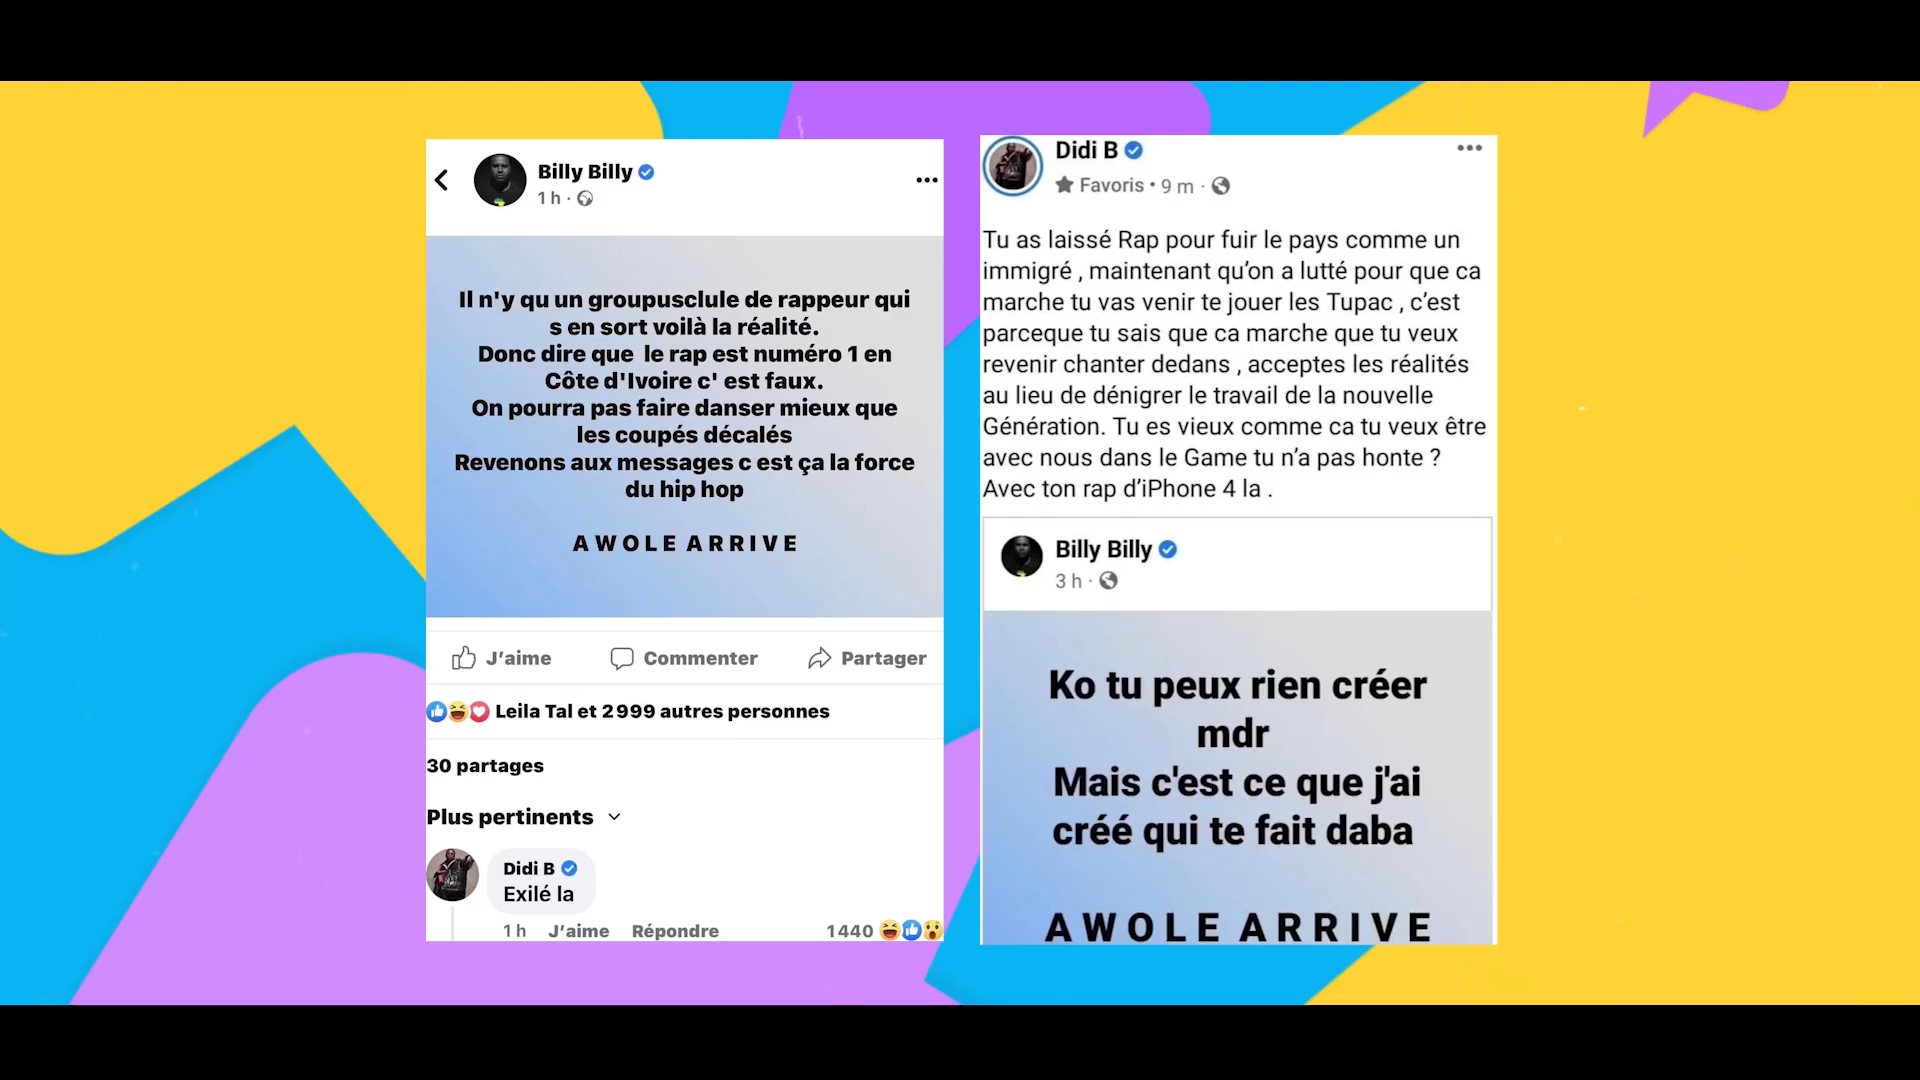 Billy Billy
1 h ·
Il n'y qu un groupusclule de rappeur qui
s en sort voilà la réalité.
Donc dire que le rap est numéro 1 en
Côte d'Ivoire c' est faux.
On pourra pas faire danser mieux que
les coupés décalés
Revenons aux messages c est ça la force
du hip hop
A W O L E A R R I V E
J'aime Commenter Partager
Leila Tal et 2 999 autres personnes
30 partages
Plus pertinents
Didi B
Exilé la
1 h J'aime Répondre 1440
Didi B
Favoris • 9 m ·
Tu as laissé Rap pour fuir le pays comme un
immigré , maintenant qu'on a lutté pour que ca
marche tu vas venir te jouer les Tupac , c'est
parceque tu sais que ca marche que tu veux
revenir chanter dedans , acceptes les réalités
au lieu de dénigrer le travail de la nouvelle
Génération. Tu es vieux comme ca tu veux être
avec nous dans le Game tu n'a pas honte ?
Avec ton rap d'iPhone 4 la .
Billy Billy
3 h ·
Ko tu peux rien créer
mdr
Mais c'est ce que j'ai
créé qui te fait daba
A W O L E A R R I V E